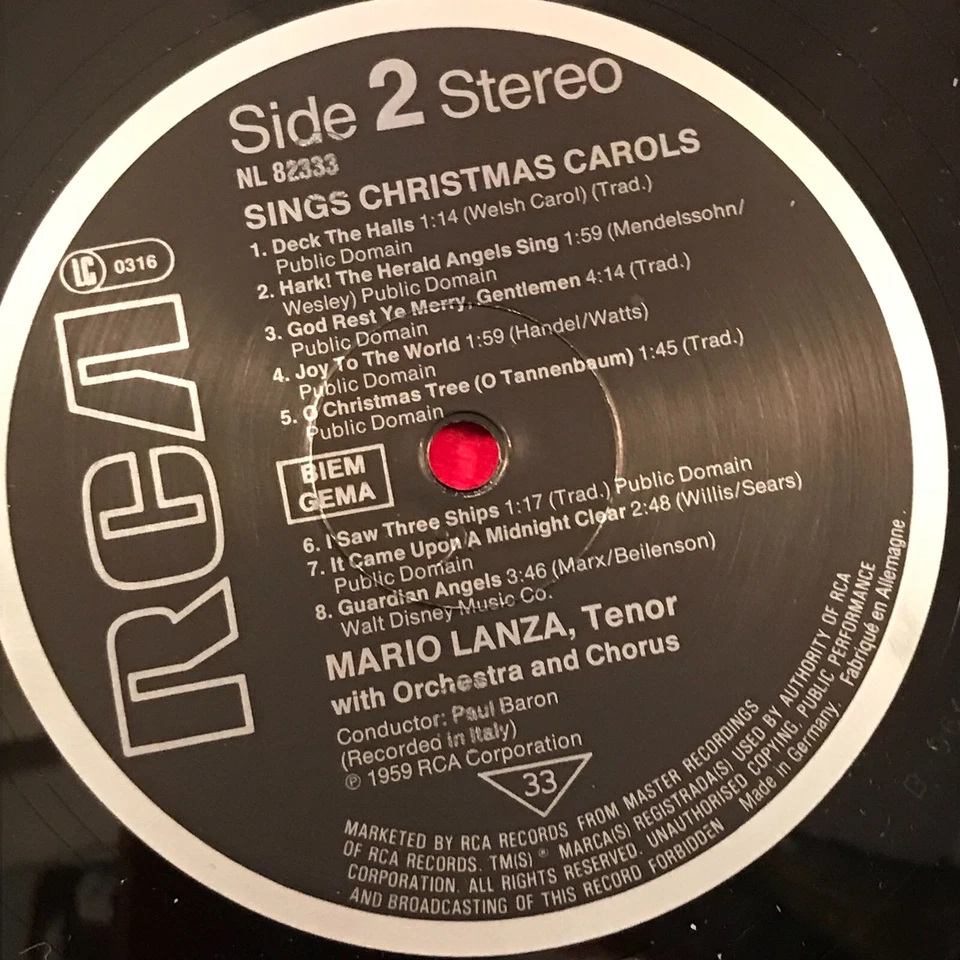 Side 2 Stereo
NL 82333
SINGS CHRISTMAS CAROLS
1. Deck The Halls 1:14 (Welsh Carol) (Trad.)
Public Domain
2. Hark! The Herald Angels Sing 1:59 (Mendelssohn/
Wesley) Public Domain
3. God Rest Ye Merry, Gentlemen 4:14 (Trad.)
Public Domain
4. Joy To The World 1:59 (Handel/Watts)
Public Domain
5. O Christmas Tree (O Tannenbaum) 1:45 (Trad.)
Public Domain
LC 0316
RCA
BIEM
GEMA
6. I Saw Three Ships 1:17 (Trad.) Public Domain
7. It Came Upon A Midnight Clear 2:48 (Willis/Sears)
Public Domain
8. Guardian Angels 3:46 (Marx/Beilenson)
Walt Disney Music Co.
MARIO LANZA, Tenor
with Orchestra and Chorus
Conductor: Paul Baron
(Recorded in Italy)
℗ 1959 RCA Corporation
33
MARKETED BY RCA RECORDS FROM MASTER RECORDINGS
OF RCA RECORDS. TM(S) ® MARCA(S) REGISTRADA(S) USED BY AUTHORITY OF RCA
CORPORATION. ALL RIGHTS RESERVED. UNAUTHORISED COPYING, PUBLIC PERFORMANCE
AND BROADCASTING OF THIS RECORD FORBIDDEN Made in Germany. Fabriqué en Allemagne.